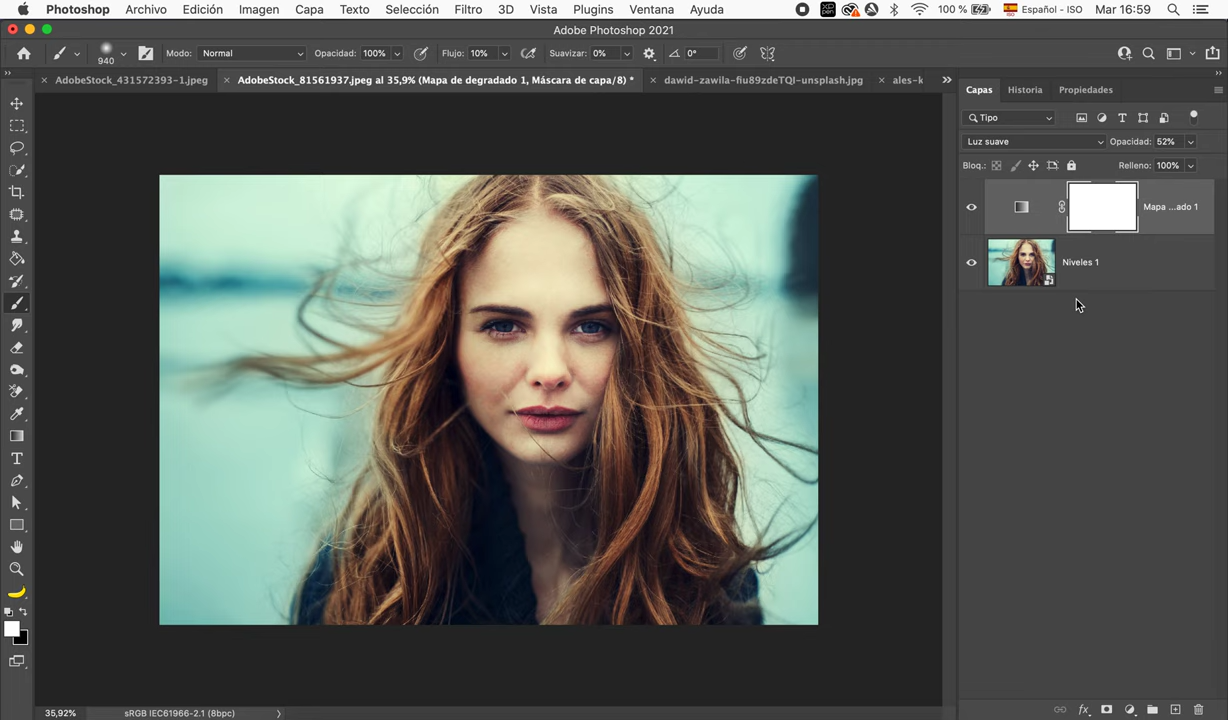 Photoshop Archivo Edición Imagen Capa Texto Selección Filtro 3D Vista Plugins Ventana Ayuda 100 % Español - ISO Mar 16:59
Adobe Photoshop 2021
940 Modo: Normal Opacidad: 100% Flujo: 10% Suavizar: 0% 0°
AdobeStock_431572393-1.jpeg AdobeStock_81561937.jpeg al 35,9% (Mapa de degradado 1, Máscara de capa/8) * dawid-zawila-fiu89zdeTQI-unsplash.jpg ales-k
Capas Historia Propiedades
Tipo
Luz suave Opacidad: 52%
Bloq.: Relleno: 100%
Mapa ...ado 1
Niveles 1
35,92% sRGB IEC61966-2.1 (8bpc)